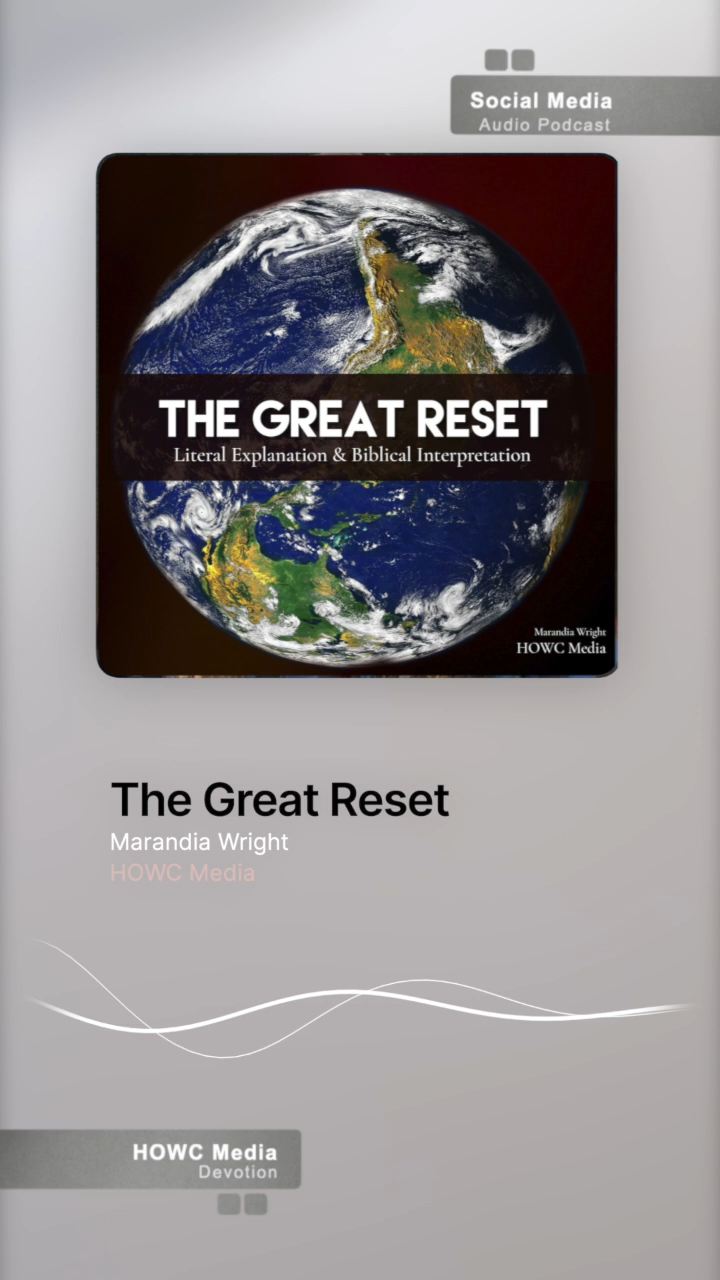 Social Media
Audio Podcast
THE GREAT RESET
Literal Explanation & Biblical Interpretation
Marandia Wright
HOWC Media
The Great Reset
Marandia Wright
HOWC Media
HOWC Media
Devotion